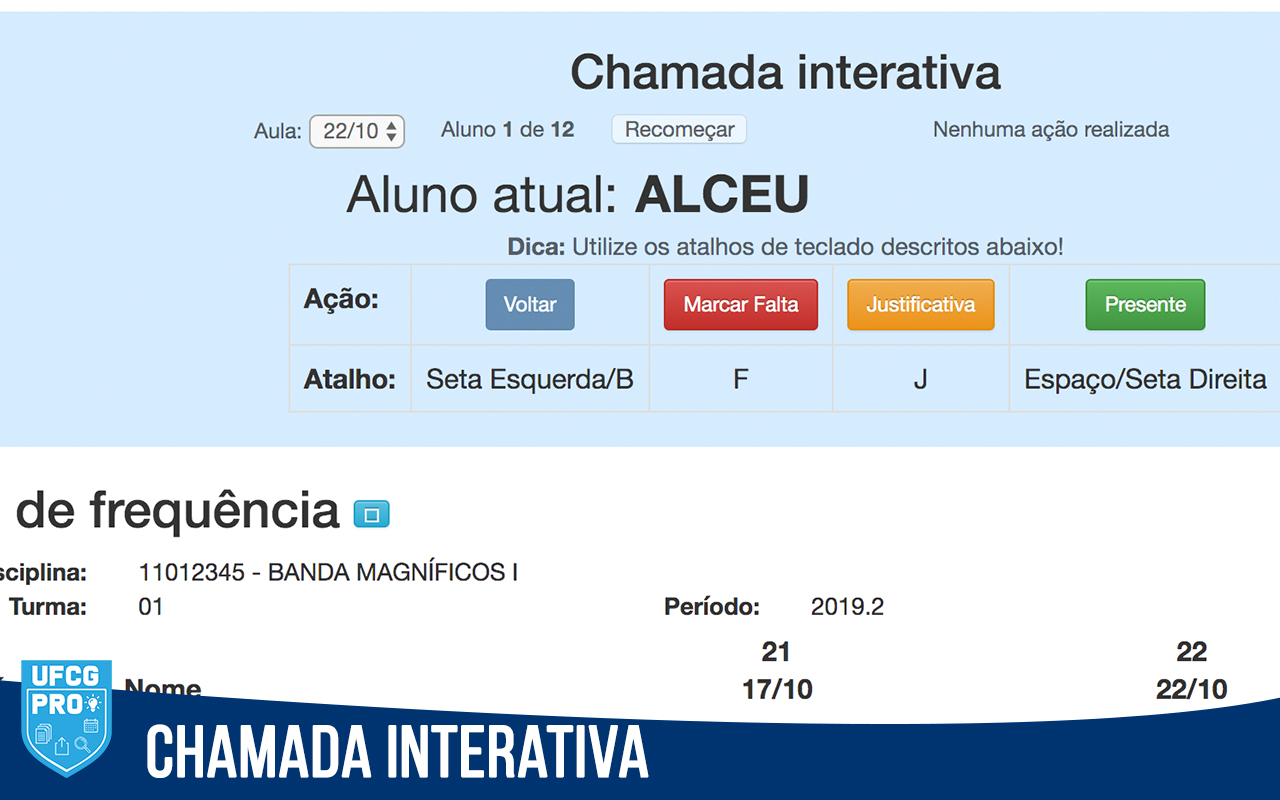 Chamada interativa
Aula: 22/10 Aluno 1 de 12 Recomeçar Nenhuma ação realizada
Aluno atual: ALCEU
Dica: Utilize os atalhos de teclado descritos abaixo!
Ação: Voltar Marcar Falta Justificativa Presente
Atalho: Seta Esquerda/B F J Espaço/Seta Direita
de frequência
sciplina: 11012345 - BANDA MAGNÍFICOS I
Turma: 01 Período: 2019.2
21 22
Nome 17/10 22/10
UFCG
PRO
CHAMADA INTERATIVA